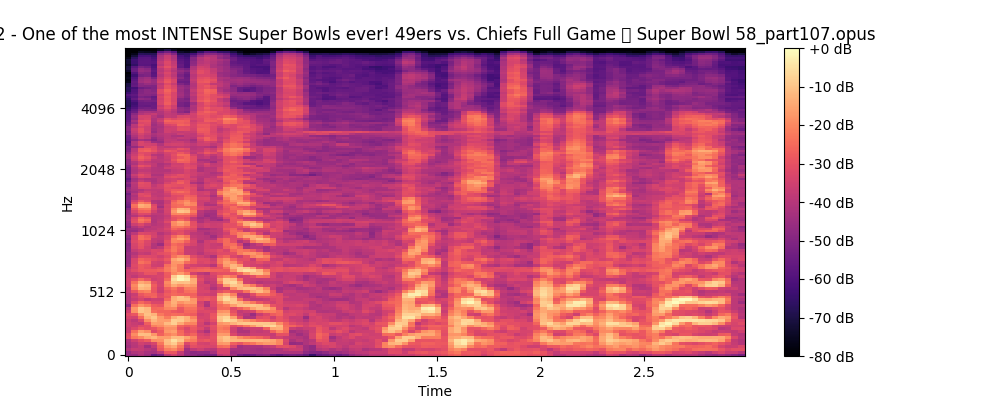 2 - One of the most INTENSE Super Bowls ever! 49ers vs. Chiefs Full Game Super Bowl 58_part107.opus
+0 dB
4096
-10 dB
-20 dB
2048
-30 dB
Hz
1024
-40 dB
-50 dB
512
-60 dB
-70 dB
0
-80 dB
0
0.5
1
1.5
2
2.5
Time